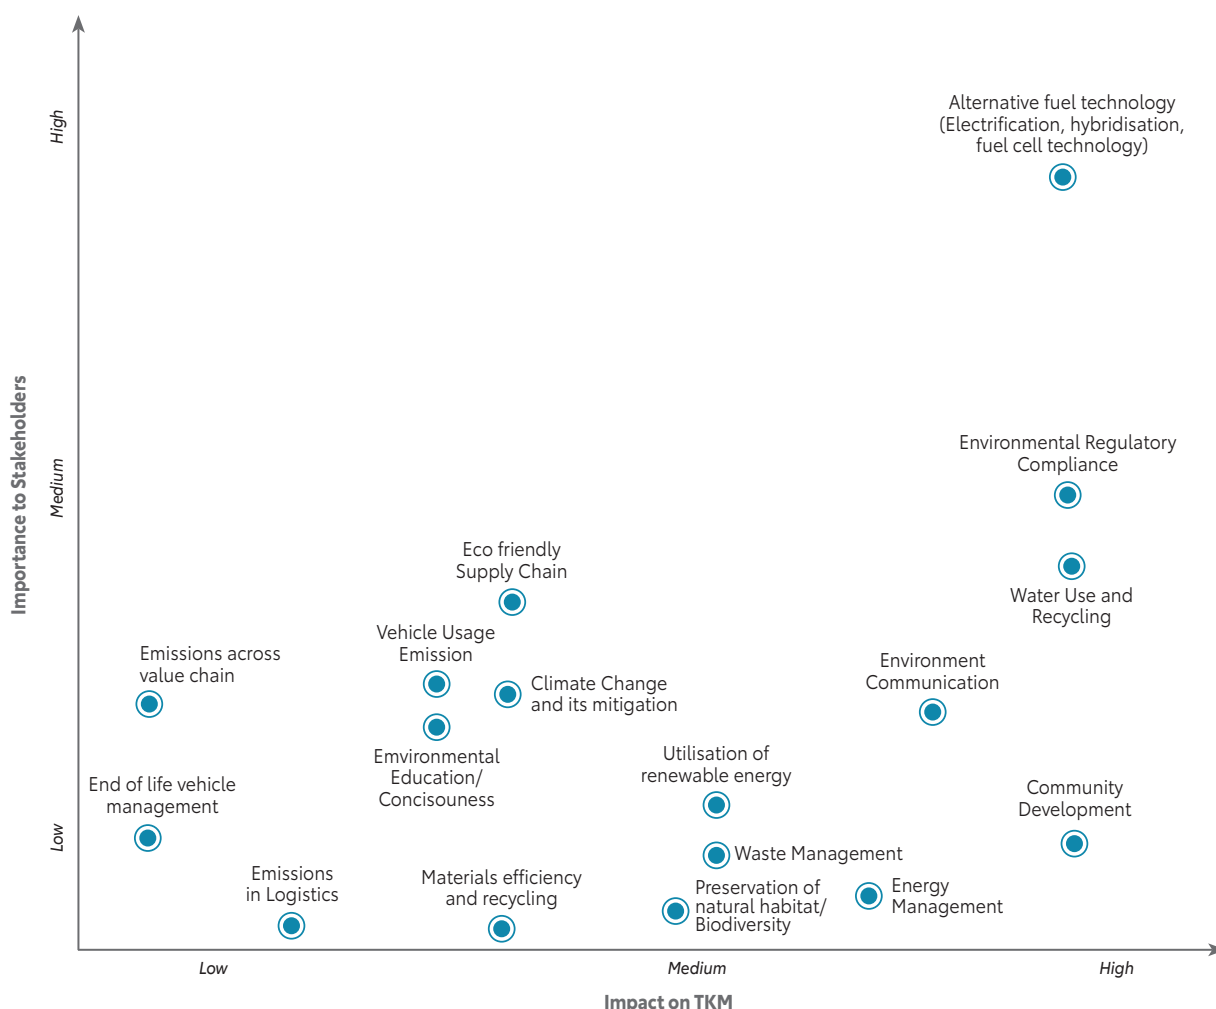 High
Alternative fuel technology
(Electrification, hybridisation,
fuel cell technology)
Importance to Stakeholders
Medium
Environmental Regulatory
Compliance
Eco friendly
Supply Chain
Water Use and
Recycling
Vehicle Usage
Emission
Emissions across
value chain
Climate Change
and its mitigation
Environment
Communication
Emvironmental
Education/
Concisouness
Utilisation of
renewable energy
End of life vehicle
management
Community
Development
Low
Waste Management
Emissions
in Logistics
Materials efficiency
and recycling
Preservation of
natural habitat/
Biodiversity
Energy
Management
Low
Medium
High
Impact on TKM